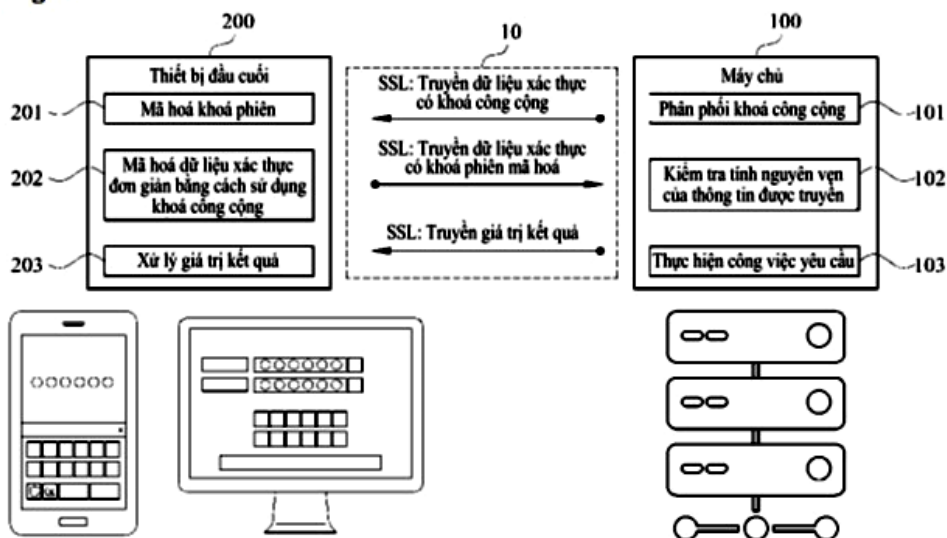 200
10
100
Thiết bị đầu cuối
201
Mã hoá khoá phiên
202
Mã hoá dữ liệu xác thực
đơn giản bằng cách sử dụng
khoá công cộng
203
Xử lý giá trị kết quả
SSL: Truyền dữ liệu xác thực
có khoá công cộng
SSL: Truyền dữ liệu xác thực
có khoá phiên mã hoá
SSL: Truyền giá trị kết quả
Máy chủ
Phân phối khoá công cộng
101
Kiểm tra tính nguyên vẹn
của thông tin được truyền
102
Thực hiện công việc yêu cầu
103